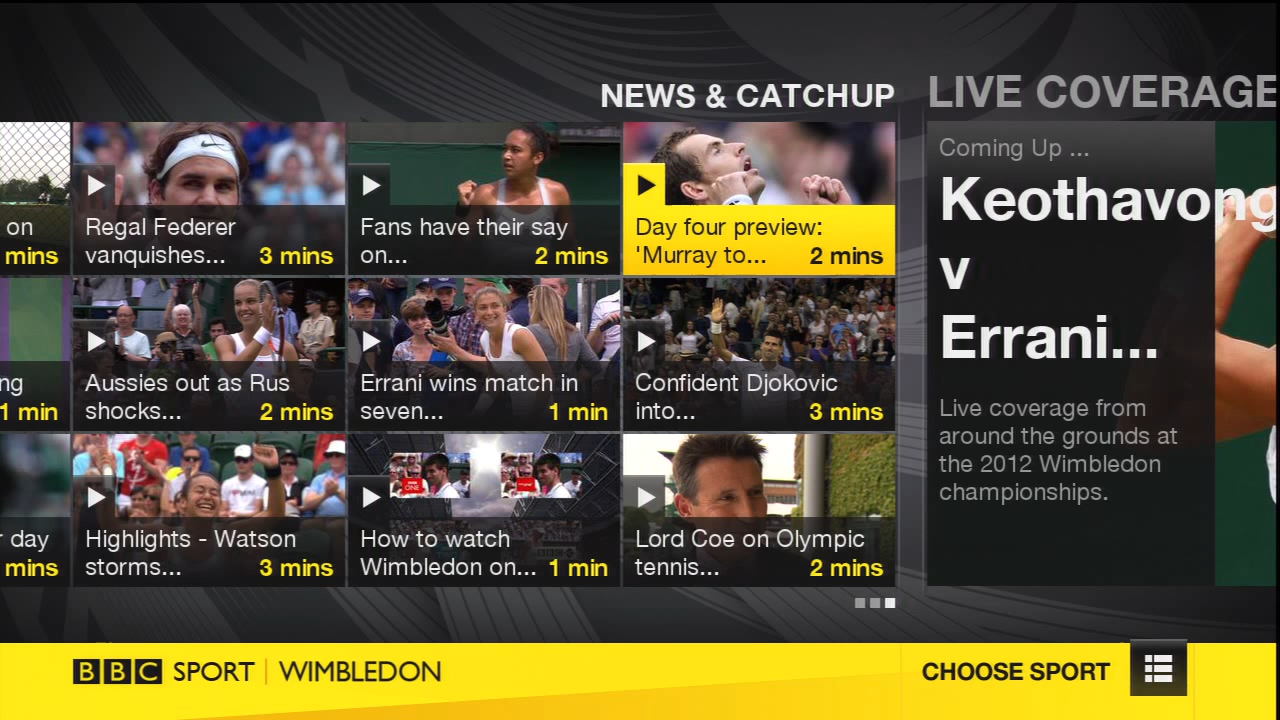 NEWS & CATCHUP
LIVE COVERAGE
on
mins
Regal Federer
vanquishes... 3 mins
Fans have their say
on... 2 mins
Day four preview:
'Murray to... 2 mins
ng
1 min
Aussies out as Rus
shocks... 2 mins
Errani wins match in
seven... 1 min
Confident Djokovic
into... 3 mins
r day
mins
Highlights - Watson
storms... 3 mins
BBC
ONE
How to watch
Wimbledon on... 1 min
Lord Coe on Olympic
tennis... 2 mins
Coming Up ...
Keothavong
v
Errani...
Live coverage from
around the grounds at
the 2012 Wimbledon
championships.
BBC SPORT | WIMBLEDON
CHOOSE SPORT